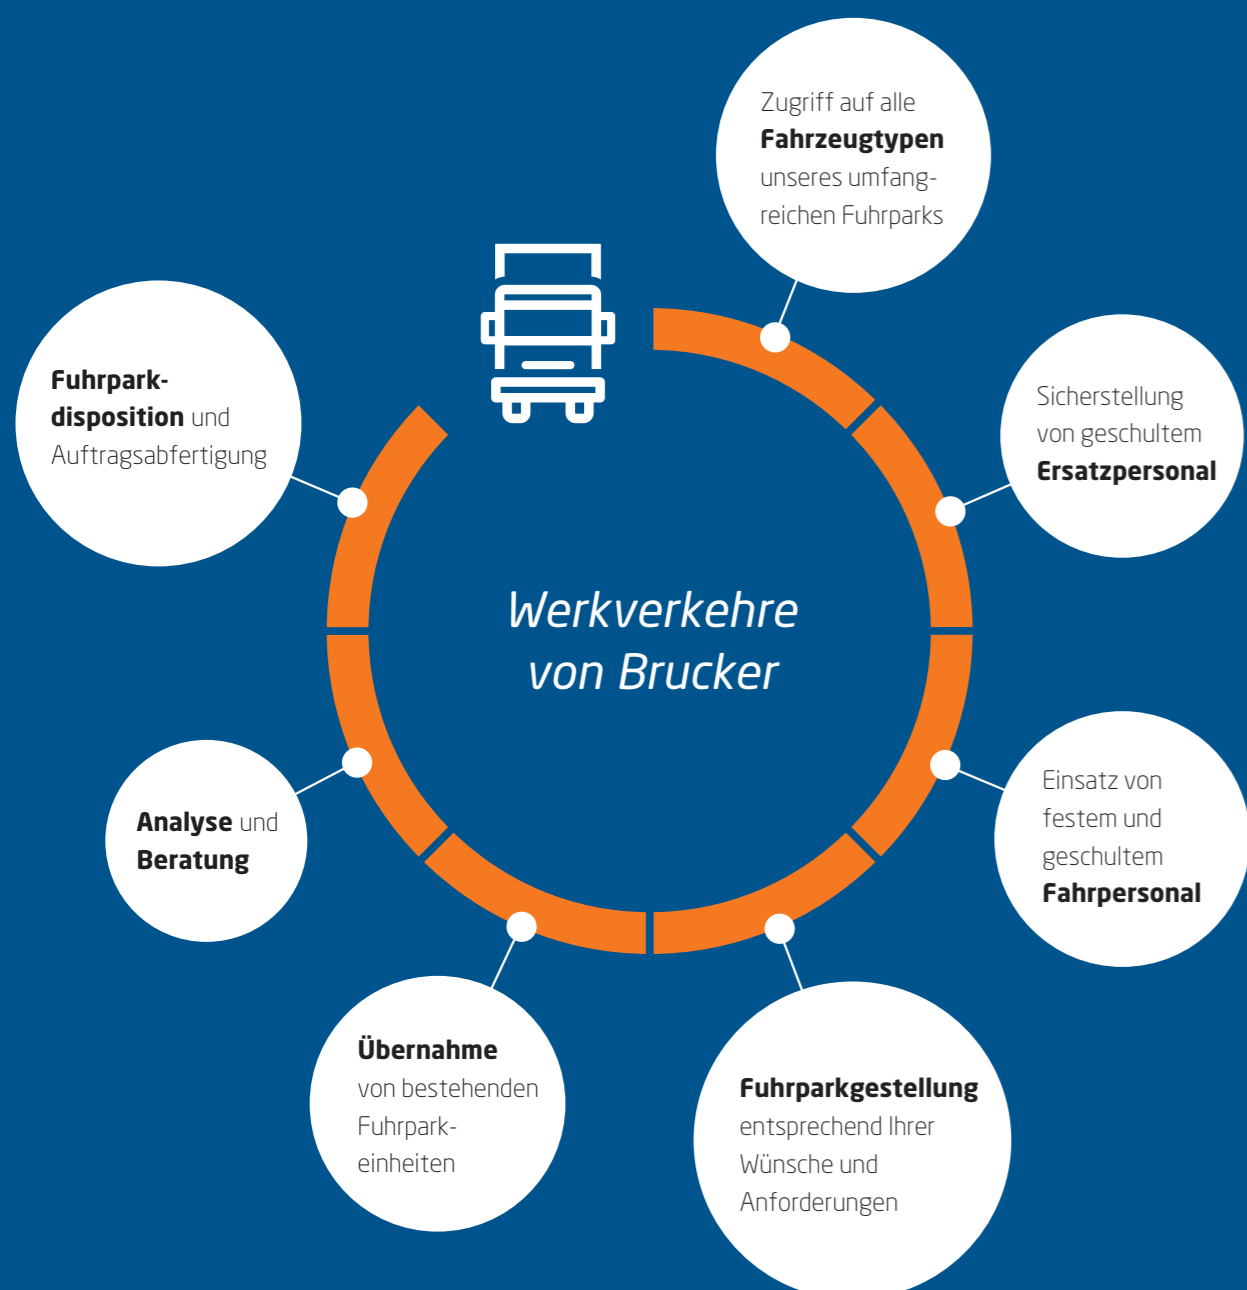 Zugriff auf alle
Fahrzeugtypen
unseres umfang-
reichen Fuhrparks
Sicherstellung
von geschultem
Ersatzpersonal
Einsatz von
festem und
geschultem
Fahrpersonal
Fuhrparkgestellung
entsprechend Ihrer
Wünsche und
Anforderungen
Übernahme
von bestehenden
Fuhrpark-
einheiten
Analyse und
Beratung
Fuhrpark-
disposition und
Auftragsabfertigung
Werkverkehre
von Brucker